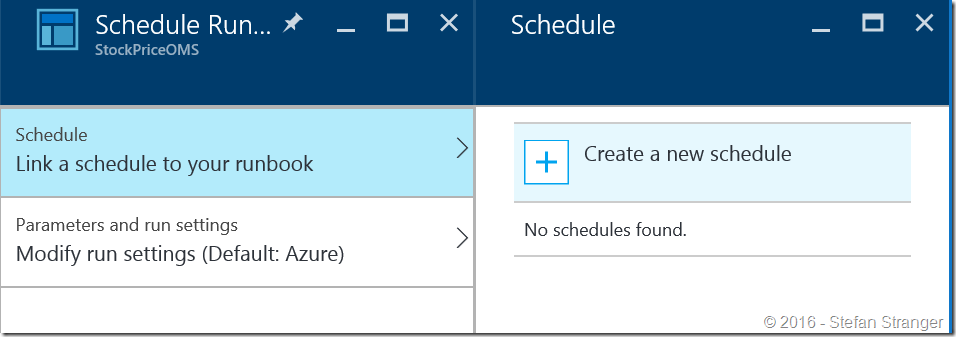 Schedule Run...
StockPriceOMS
Schedule
Link a schedule to your runbook
Parameters and run settings
Modify run settings (Default: Azure)
Schedule
Create a new schedule
No schedules found.
© 2016 - Stefan Stranger